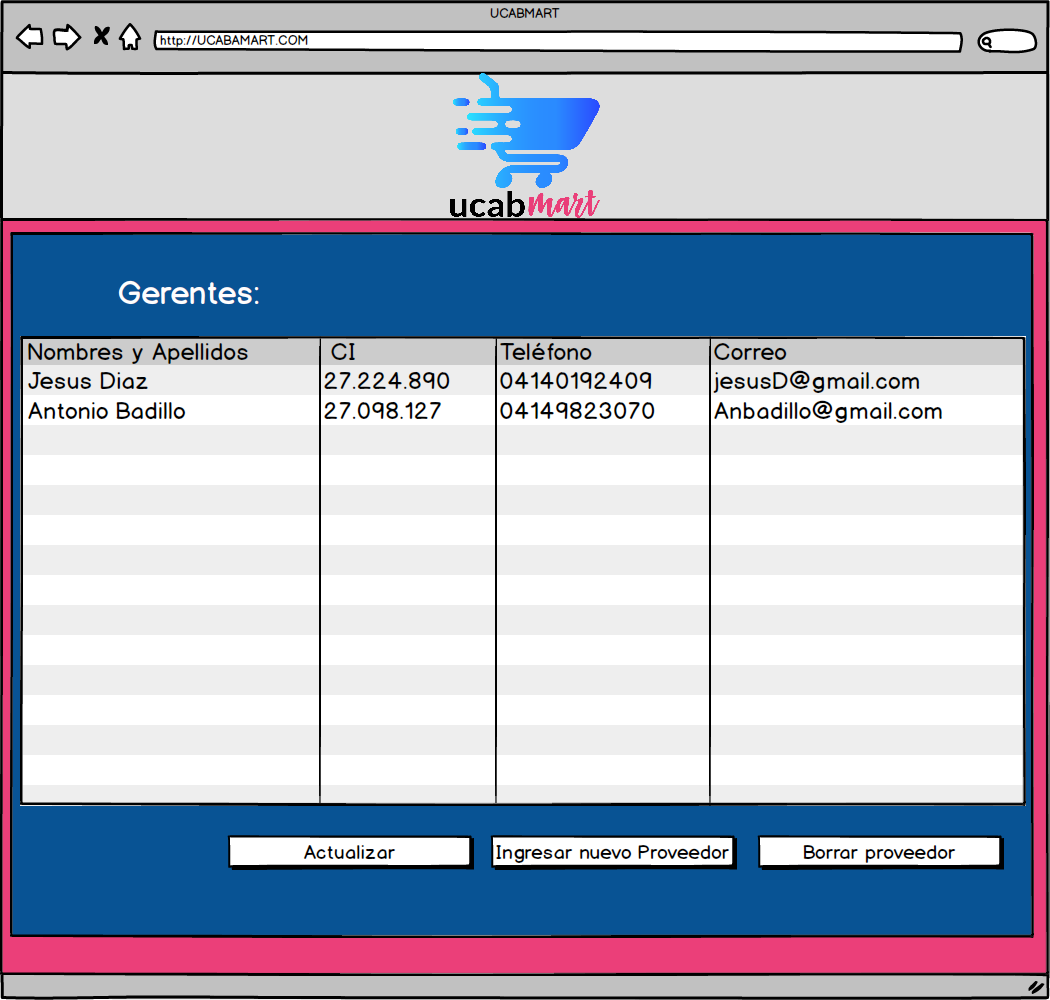 UCABMART
http://UCABAMART.COM
ucabmart
Gerentes:
Nombres y Apellidos CI Teléfono Correo
Jesus Diaz 27.224.890 04140192409 jesusD@gmail.com
Antonio Badillo 27.098.127 04149823070 Anbadillo@gmail.com
Actualizar Ingresar nuevo Proveedor Borrar proveedor